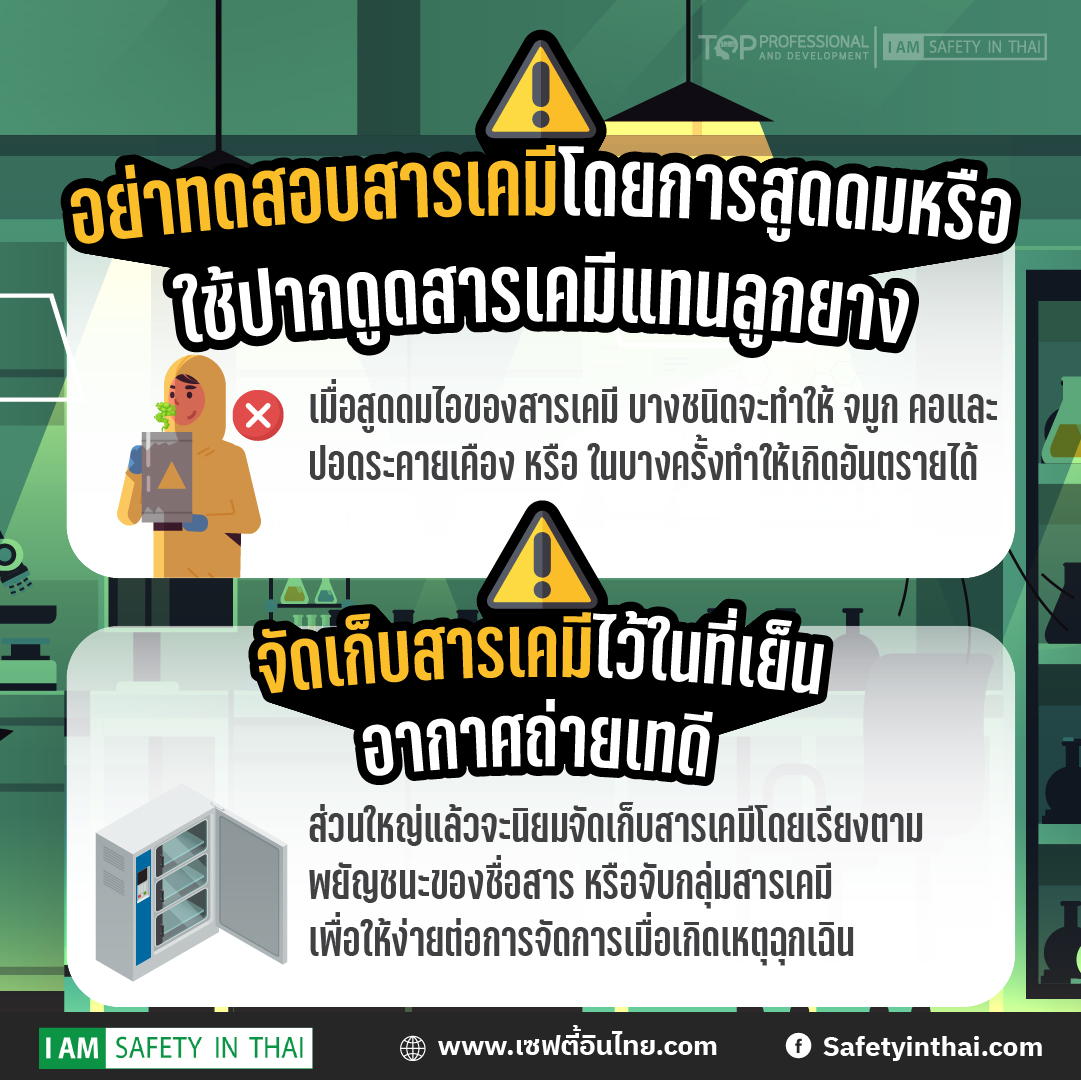 TOP PROFESSIONAL AND DEVELOPMENT
I AM SAFETY IN THAI
อย่าทดสอบสารเคมีโดยการสูดดมหรือ
ใช้ปากดูดสารเคมีแทนลูกยาง
เมื่อสูดดมไอของสารเคมี บางชนิดจะทำให้ จมูก คอและ
ปอดระคายเคือง หรือ ในบางครั้งทำให้เกิดอันตรายได้
จัดเก็บสารเคมีไว้ในที่เย็น
อากาศถ่ายเทดี
ส่วนใหญ่แล้วจะนิยมจัดเก็บสารเคมีโดยเรียงตาม
พยัญชนะของชื่อสาร หรือจับกลุ่มสารเคมี
เพื่อให้ง่ายต่อการจัดการเมื่อเกิดเหตุฉุกเฉิน
I AM SAFETY IN THAI
www.เซฟตี้อินไทย.com
Safetyinthai.com